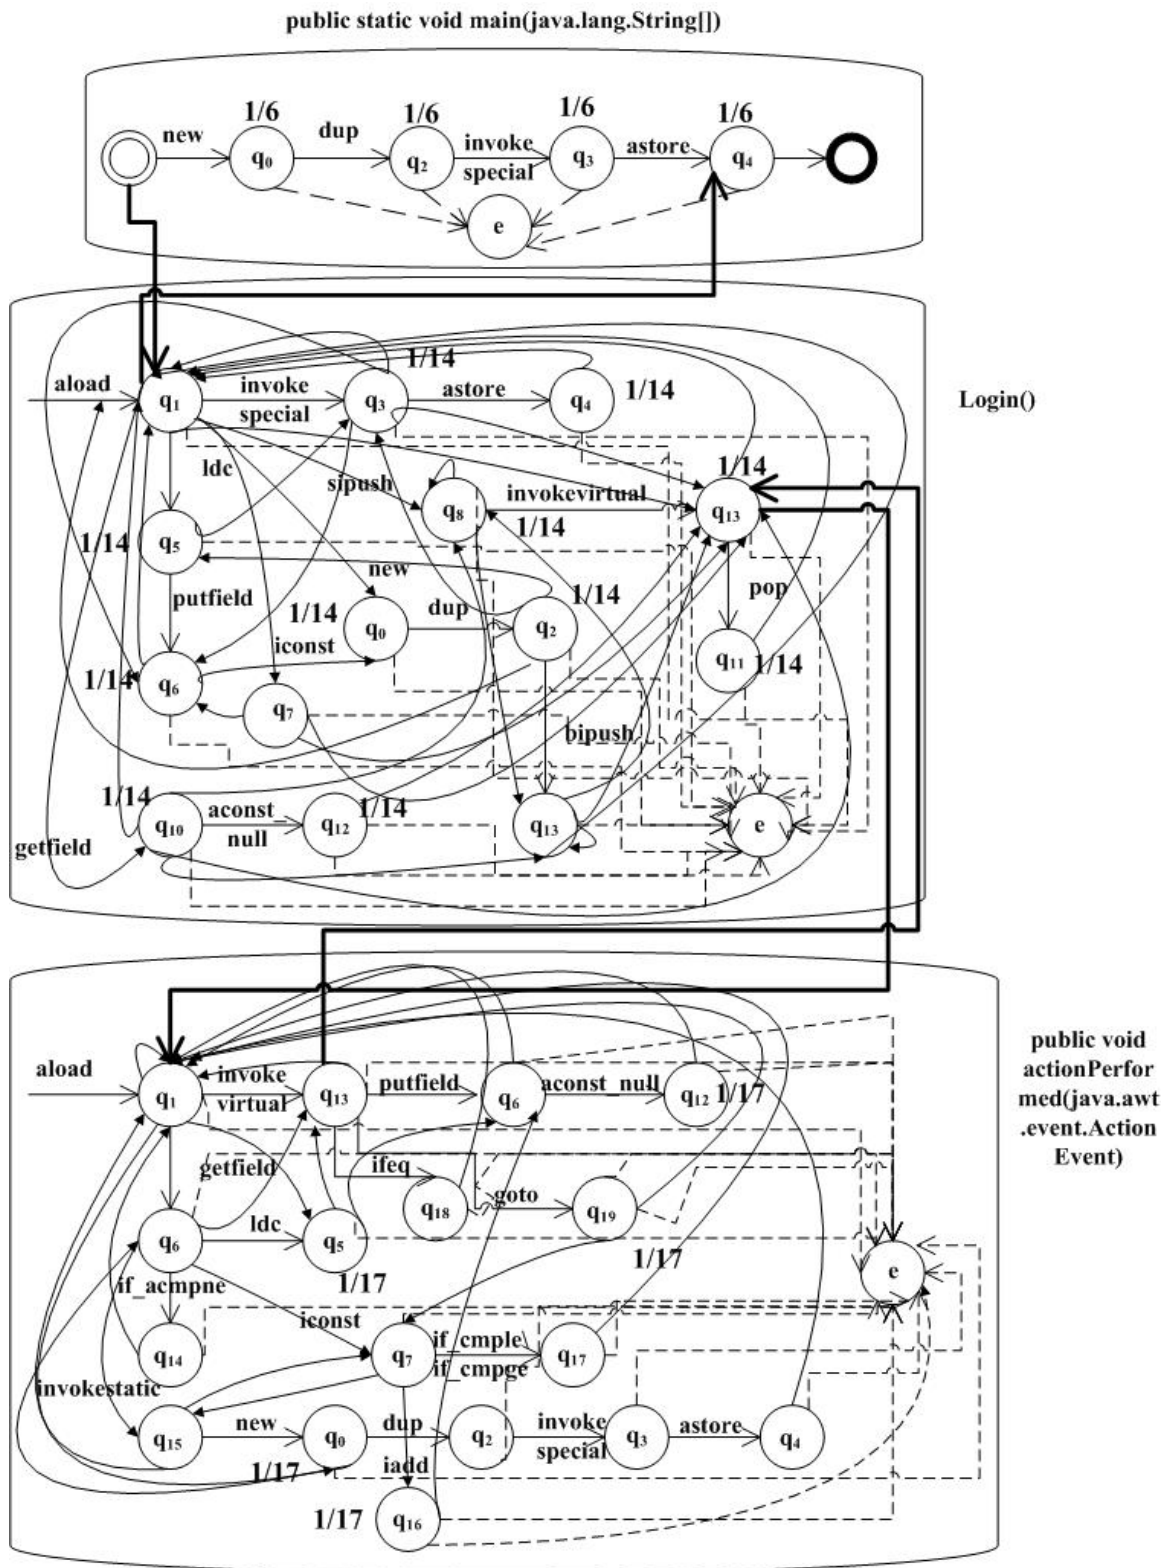 public static void main(java.lang.String[])
1/6 1/6 1/6 1/6
new dup invoke special astore
q0 q2 q3 q4
e
Login()
1/14
aload invoke special astore 1/14
q1 q3 q4
ldc 1/14
sipush invokevirtual
q8 q13
1/14 q5 1/14
new pop
putfield 1/14 dup 1/14
q0 q2
iconst q11 1/14
1/14 q6
q7
bipush
1/14 aconst_ null 1/14
q10 q12 q13 e
getfield
public void
actionPerfor
med(java.awt
.event.Action
Event)
aload invoke virtual putfield aconst_null
q1 q13 q6 q12 1/17
getfield ifeq
q18 goto q19
ldc
q6 q5
1/17 1/17
e
if_acmpne
iconst
if_cmple
q14 q7 q17
if_cmpge
invokestatic
new dup invoke special astore
q15 q0 q2 q3 q4
1/17 iadd
1/17 q16